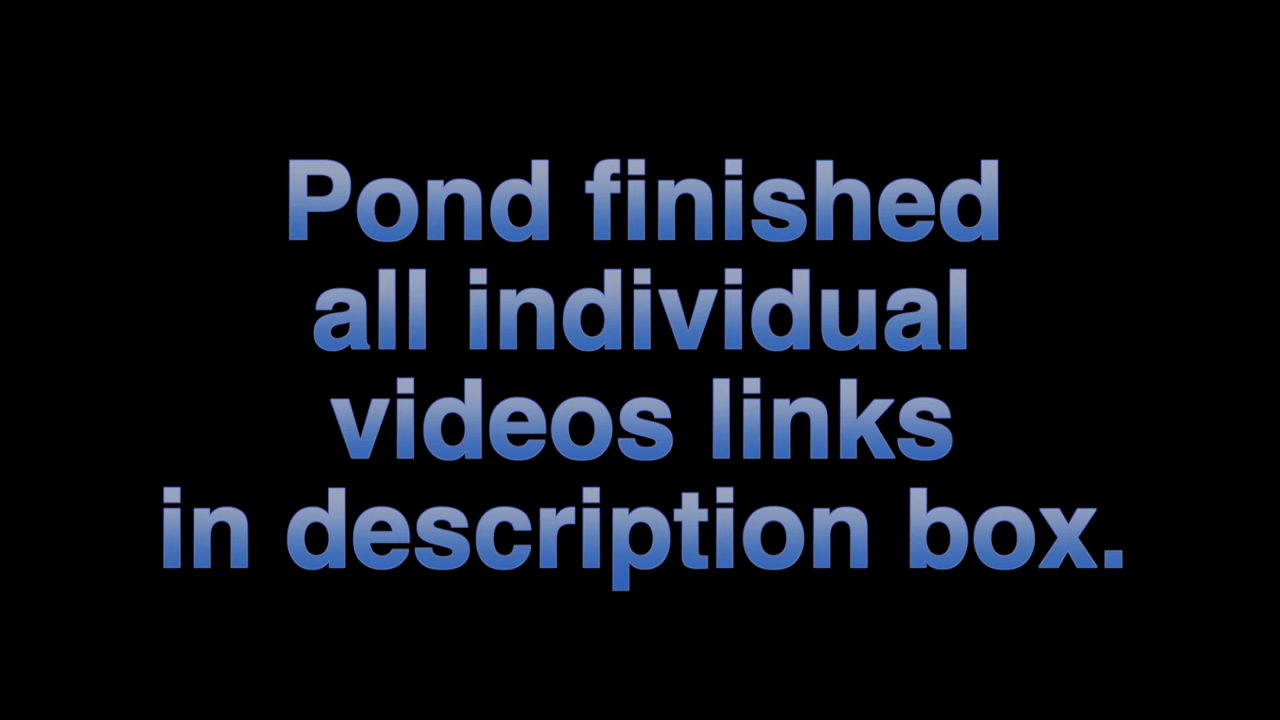 Pond finished
all individual
videos links
in description box.